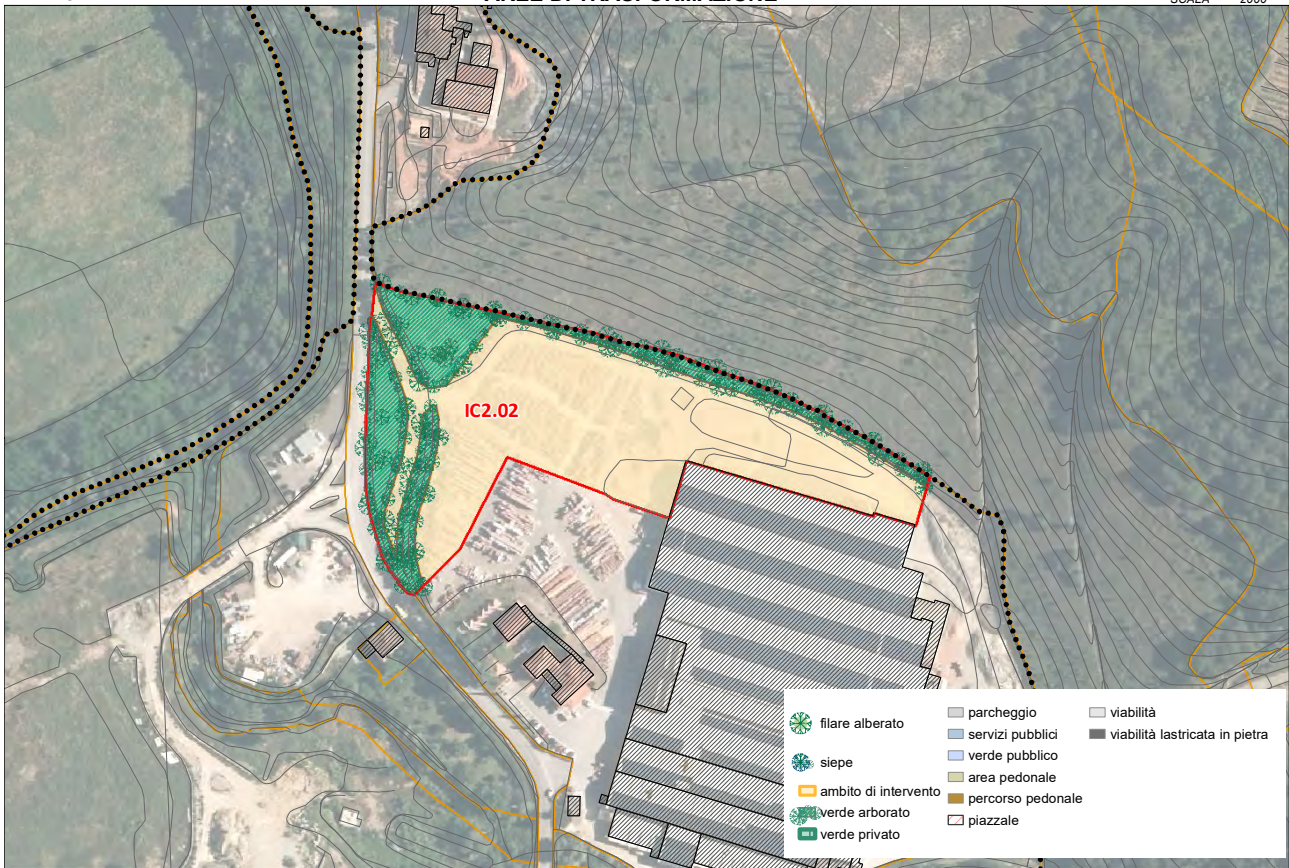 IC2.02
filare alberato
siepe
ambito di intervento
verde arborato
verde privato
parcheggio
servizi pubblici
verde pubblico
area pedonale
percorso pedonale
piazzale
viabilità
viabilità lastricata in pietra